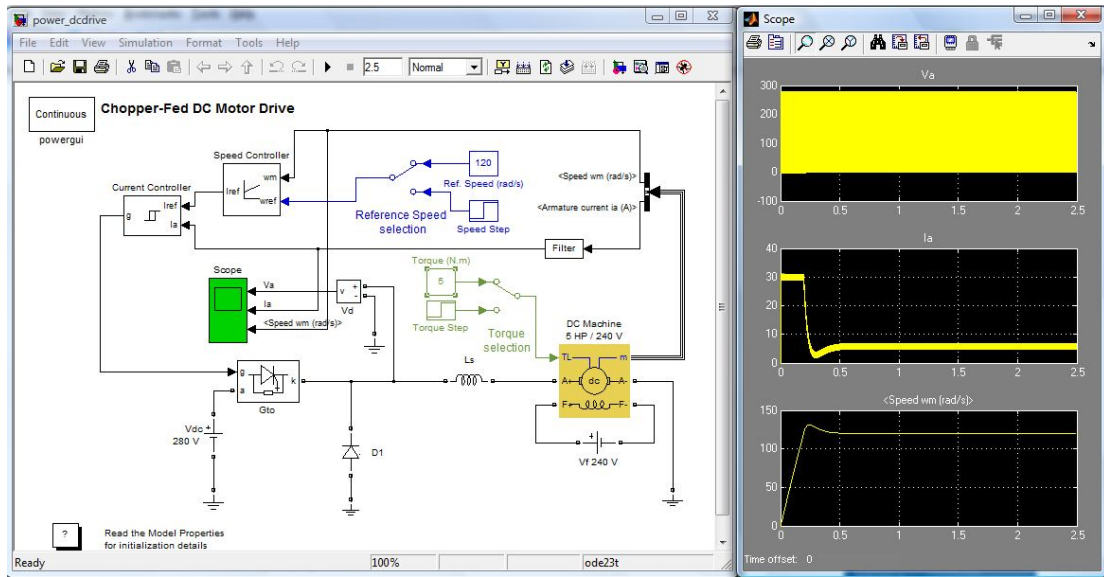 power_dcdrive
File Edit View Simulation Format Tools Help
2.5 Normal
Continuous
powergui
Chopper-Fed DC Motor Drive
Speed Controller
wm
Iref
wref
Current Controller
Iref
g
Ia
120
Ref. Speed (rad/s)
Reference Speed
selection
Speed Step
<Speed wm (rad/s)>
<Armature current ia (A)>
Filter
Scope
Va
Ia
<Speed wm (rad/s)>
v
+
-
Vd
Torque (N.m)
5
Torque Step
Torque
selection
DC Machine
5 HP / 240 V
TL
m
A+
dc
A-
F+
F-
Ls
g
a
k
Gto
Vdc
+
280 V
D1
+
Vf 240 V
?
Read the Model Properties
for initialization details
Ready 100% ode23t
Scope
Va
300
200
100
0
-100
0 0.5 1 1.5 2 2.5
Ia
40
30
20
10
0
0 0.5 1 1.5 2 2.5
<Speed wm (rad/s)>
150
100
50
0
0 0.5 1 1.5 2 2.5
Time offset: 0